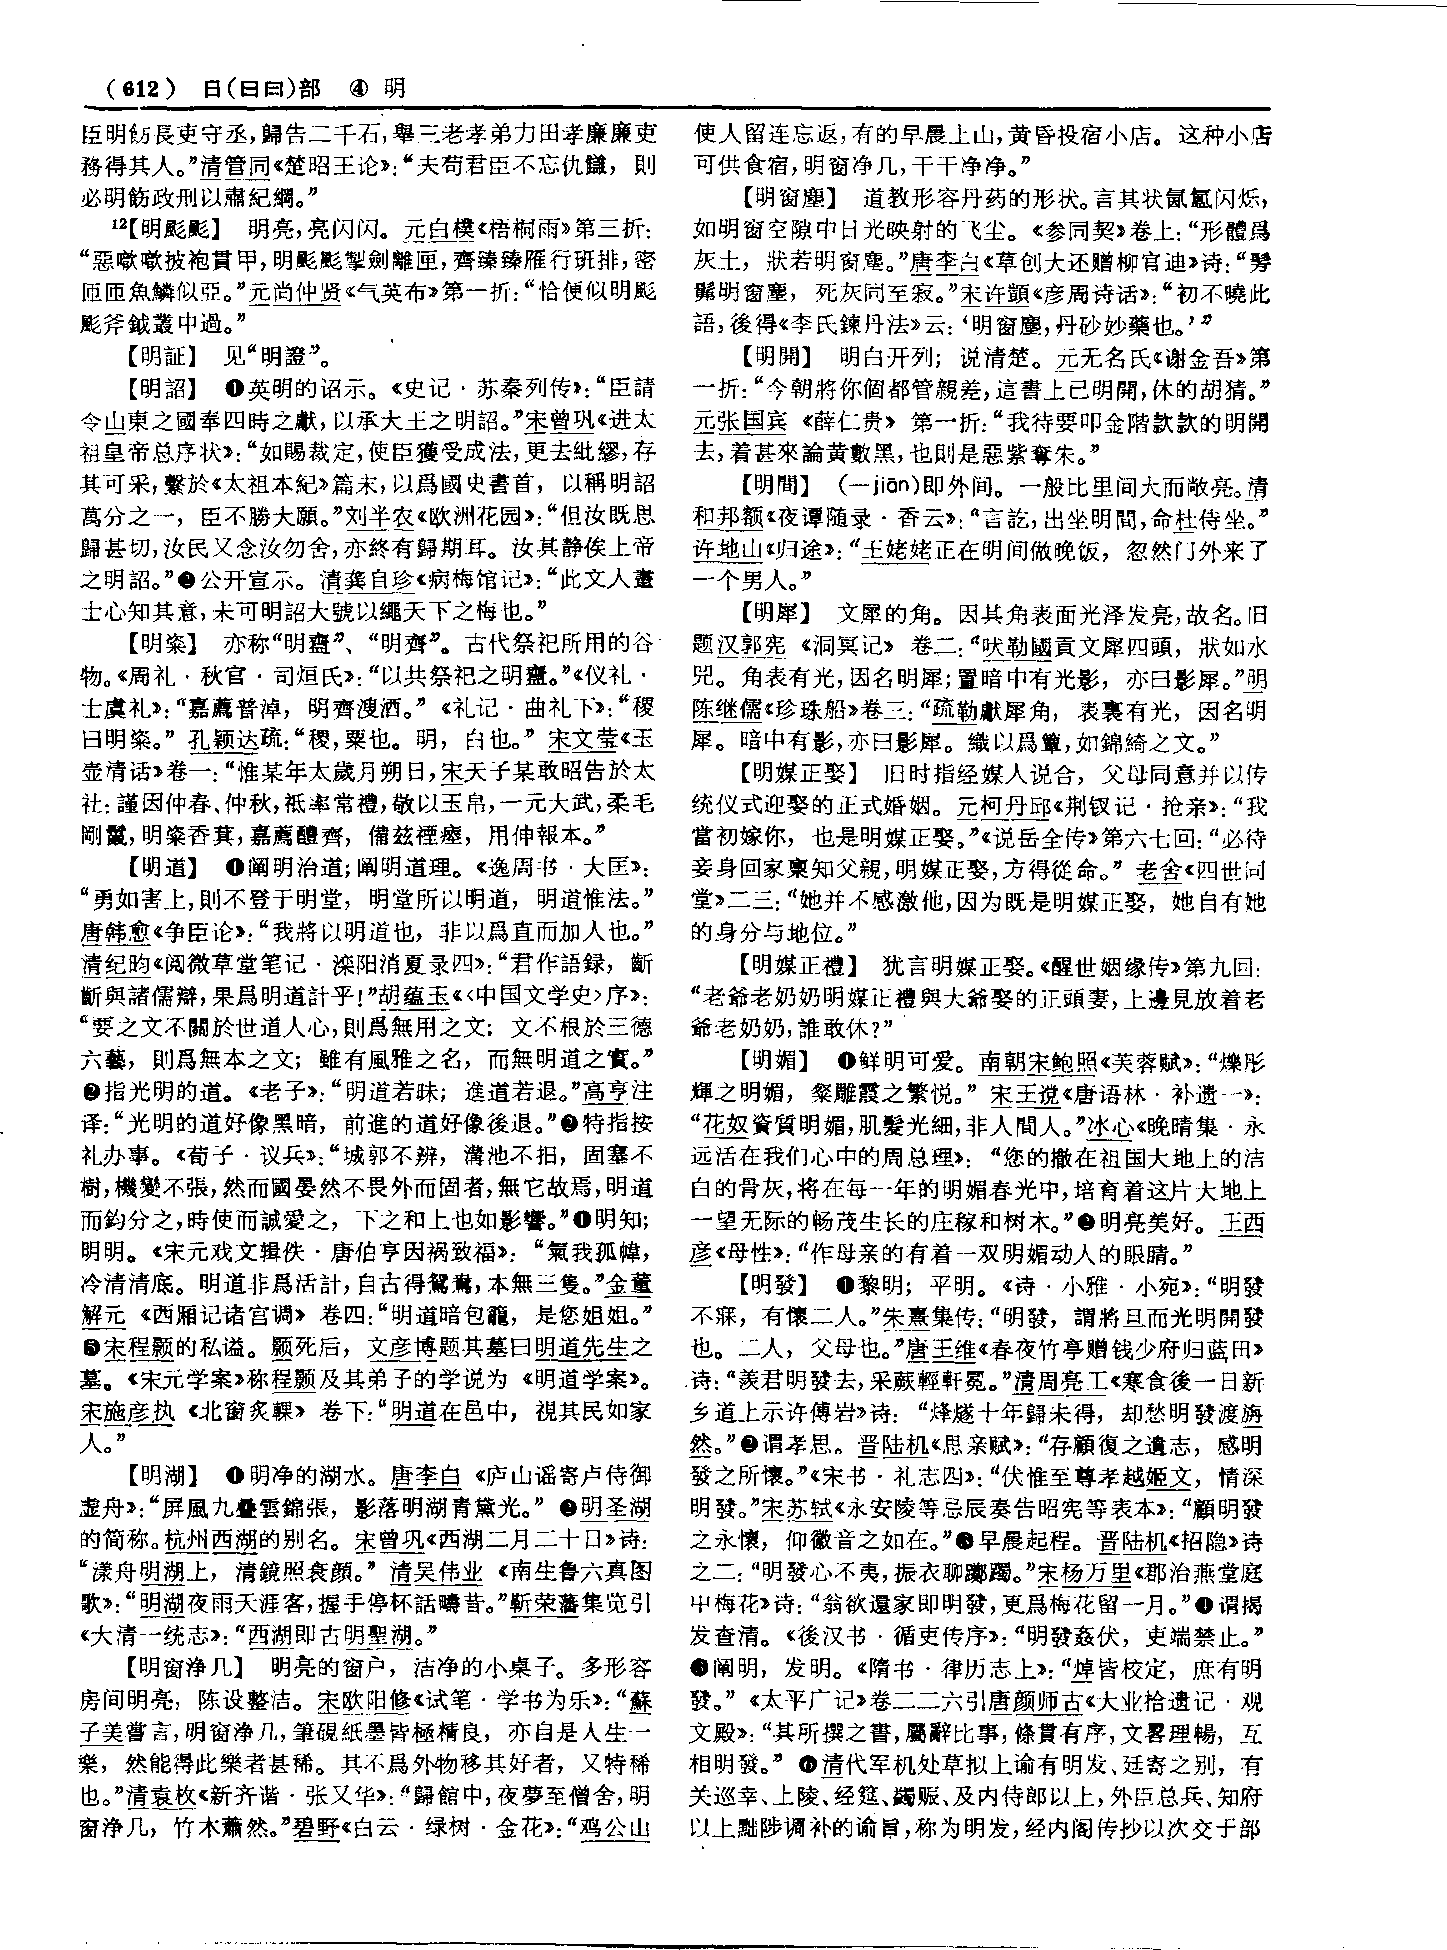 （612） 日(日曰)部 ④ 明
臣明飭長吏守丞，歸告二千石，舉三老孝弟力田孝廉廉吏
務得其人。”清管同《楚昭王论》：“夫苟君臣不忘仇讎，則
必明飭政刑以肅紀綱。”
12【明彪彪】 明亮，亮闪闪。元白樸《梧桐雨》第三折：
“惡噷噷披袍貫甲，明彪彪掣劍離匣，齊臻臻雁行班排，密
匝匝魚鱗似亞。”元尚仲贤《气英布》第一折：“恰便似明彪
彪斧鉞叢中過。”
【明証】 见“明證”。
【明詔】 ❶英明的诏示。《史记·苏秦列传》：“臣請
令山東之國奉四時之獻，以承大王之明詔。”宋曾巩《进太
祖皇帝总序状》：“如賜裁定，使臣獲受成法，更去紕繆，存
其可采，繫於《太祖本紀》篇末，以爲國史書首，以稱明詔
萬分之一，臣不勝大願。”刘半农《欧洲花园》：“但汝既思
歸甚切，汝民又念汝勿舍，亦終有歸期耳。汝其静俟上帝
之明詔。”❷公开宣示。清龚自珍《病梅馆记》：“此文人畫
士心知其意，未可明詔大號以繩天下之梅也。”
【明粢】 亦称“明齍”、“明齊”。古代祭祀所用的谷
物。《周礼·秋官·司烜氏》：“以共祭祀之明齍。”《仪礼·
士虞礼》：“嘉薦普淖，明齊溲酒。”《礼记·曲礼下》：“稷
曰明粢。”孔颖达疏：“稷，粟也。明，白也。”宋文莹《玉
壶清话》卷一：“惟某年太歲月朔日，宋天子某敢昭告於太
社：謹因仲春、仲秋，祗率常禮，敬以玉帛，一元大武，柔毛
剛鬣，明粢香萁，嘉薦醴齊，備兹禋瘞，用伸報本。”
【明道】 ❶阐明治道；阐明道理。《逸周书·大匡》：
“勇如害上，則不登于明堂，明堂所以明道，明道惟法。”
唐韩愈《争臣论》：“我將以明道也，非以爲直而加人也。”
清纪昀《阅微草堂笔记·滦阳消夏录四》：“君作語録，齗
齗與諸儒辯，果爲明道計乎！”胡蕴玉《〈中国文学史〉序》：
“要之文不關於世道人心，則爲無用之文；文不根於三德
六藝，則爲無本之文；雖有風雅之名，而無明道之實。”
❷指光明的道。《老子》：“明道若昧；進道若退。”高亨注
译：“光明的道好像黑暗，前進的道好像後退。”❸特指按
礼办事。《荀子·议兵》：“城郭不辨，溝池不抇，固塞不
樹，機變不張，然而國晏然不畏外而固者，無它故焉，明道
而鈞分之，時使而誠愛之，下之和上也如影響。”❹明知；
明明。《宋元戏文辑佚·唐伯亨因祸致福》：“氣我孤幃，
冷清清底。明道非爲活計，自古得鴛鴦，本無三隻。”金董
解元《西厢记诸宫调》卷四：“明道暗包籠，是您姐姐。”
❺宋程颢的私谥。颢死后，文彦博题其墓曰明道先生之
墓。《宋元学案》称程颢及其弟子的学说为《明道学案》。
宋施彦执《北窗炙輠》卷下：“明道在邑中，視其民如家
人。”
【明湖】 ❶明净的湖水。唐李白《庐山谣寄卢侍御
虚舟》：“屏風九疊雲錦張，影落明湖青黛光。”❷明圣湖
的简称。杭州西湖的别名。宋曾巩《西湖二月二十日》诗：
“漾舟明湖上，清鏡照衰顔。”清吴伟业《南生鲁六真图
歌》：“明湖夜雨天涯客，握手停杯話疇昔。”靳荣藩集览引
《大清一统志》：“西湖即古明聖湖。”
【明窗净几】 明亮的窗户，洁净的小桌子。多形容
房间明亮，陈设整洁。宋欧阳修《试笔·学书为乐》：“蘇
子美嘗言，明窗净几，筆硯紙墨皆極精良，亦自是人生一
樂，然能得此樂者甚稀。其不爲外物移其好者，又特稀
也。”清袁枚《新齐谐·张又华》：“歸館中，夜夢至僧舍，明
窗净几，竹木蕭然。”碧野《白云·绿树·金花》：“鸡公山
使人留连忘返，有的早晨上山，黄昏投宿小店。这种小店
可供食宿，明窗净几，干干净净。”
【明窗塵】 道教形容丹药的形状。言其状氤氲闪烁，
如明窗空隙中日光映射的飞尘。《参同契》卷上：“形體爲
灰土，狀若明窗塵。”唐李白《草创大还赠柳官迪》诗：“髣
髴明窗塵，死灰同至寂。”宋许顗《彦周诗话》：“初不曉此
語，後得《李氏鍊丹法》云：‘明窗塵，丹砂妙藥也。’”
【明開】 明白开列；说清楚。元无名氏《谢金吾》第
一折：“今朝將你個都管親差，這書上已明開，休的胡猜。”
元张国宾《薛仁贵》第一折：“我待要叩金階款款的明開
去，着甚來論黄數黑，也則是惡紫奪朱。”
【明間】 （一jiān）即外间。一般比里间大而敞亮。清
和邦额《夜谭随录·香云》：“言訖，出坐明間，命杜侍坐。”
许地山《归途》：“王姥姥正在明间做晚饭，忽然门外来了
一个男人。”
【明犀】 文犀的角。因其角表面光泽发亮，故名。旧
题汉郭宪《洞冥记》卷二：“吠勒國貢文犀四頭，狀如水
兕。角表有光，因名明犀；置暗中有光影，亦曰影犀。”明
陈继儒《珍珠船》卷三：“疏勒獻犀角，表裏有光，因名明
犀。暗中有影，亦曰影犀。織以爲簟，如錦綺之文。”
【明媒正娶】 旧时指经媒人说合，父母同意并以传
统仪式迎娶的正式婚姻。元柯丹邱《荆钗记·抢亲》：“我
當初嫁你，也是明媒正娶。”《说岳全传》第六七回：“必待
妾身回家禀知父親，明媒正娶，方得從命。”老舍《四世同
堂》二三：“她并不感激他，因为既是明媒正娶，她自有她
的身分与地位。”
【明媒正禮】 犹言明媒正娶。《醒世姻缘传》第九回：
“老爺老奶奶明媒正禮與大爺娶的正頭妻，上邊見放着老
爺老奶奶，誰敢休？”
【明媚】 ❶鲜明可爱。南朝宋鲍照《芙蓉赋》：“爍彤
輝之明媚，粲雕霞之繁悦。”宋王谠《唐语林·补遗一》：
“花奴資質明媚，肌髮光細，非人間人。”冰心《晚晴集·永
远活在我们心中的周总理》：“您的撒在祖国大地上的洁
白的骨灰，将在每一年的明媚春光中，培育着这片大地上
一望无际的畅茂生长的庄稼和树木。”❷明亮美好。王西
彦《母性》：“作母亲的有着一双明媚动人的眼睛。”
【明發】 ❶黎明；平明。《诗·小雅·小宛》：“明發
不寐，有懷二人。”朱熹集传：“明發，謂將旦而光明開發
也。二人，父母也。”唐王维《春夜竹亭赠钱少府归蓝田》
诗：“羨君明發去，采蕨輕軒冕。”清周亮工《寒食後一日新
乡道上示许傅岩》诗：“烽燧十年歸未得，却愁明發渡漡
然。”❷谓孝思。晋陆机《思亲赋》：“存顧復之遺志，感明
發之所懷。”《宋书·礼志四》：“伏惟至尊孝越姬文，情深
明發。”宋苏轼《永安陵等忌辰奏告昭宪等表本》：“顧明發
之永懷，仰徽音之如在。”❸早晨起程。晋陆机《招隐》诗
之二：“明發心不夷，振衣聊躑躅。”宋杨万里《郡治燕堂庭
中梅花》诗：“翁欲還家即明發，更爲梅花留一月。”❹谓揭
发查清。《後汉书·循吏传序》：“明發姦伏，吏端禁止。”
❺阐明，发明。《隋书·律历志上》：“焯皆校定，庶有明
發。”《太平广记》卷二二六引唐颜师古《大业拾遗记·观
文殿》：“其所撰之書，屬辭比事，條貫有序，文畧理暢，互
相明發。”❻清代军机处草拟上谕有明发、廷寄之别，有
关巡幸、上陵、经筵、蠲赈、及内侍郎以上，外臣总兵、知府
以上黜陟调补的谕旨，称为明发，经内阁传抄以次交于部